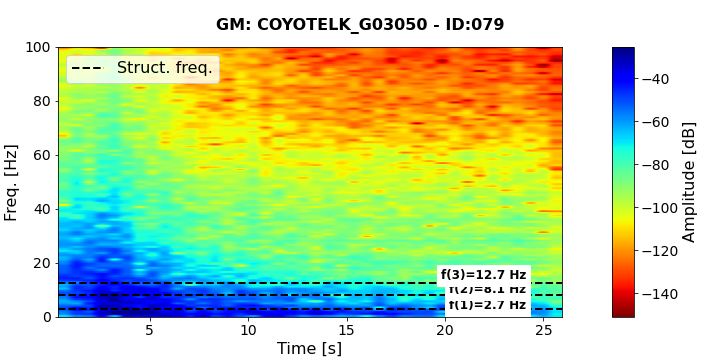 GM: COYOTELK_G03050 - ID:079
100
80
60
40
20
0
Freq. [Hz]
Struct. freq.
f(3)=12.7 Hz
f(2)=8.1 Hz
f(1)=2.7 Hz
5
10
15
20
25
Time [s]
−40
−60
−80
−100
−120
−140
Amplitude [dB]